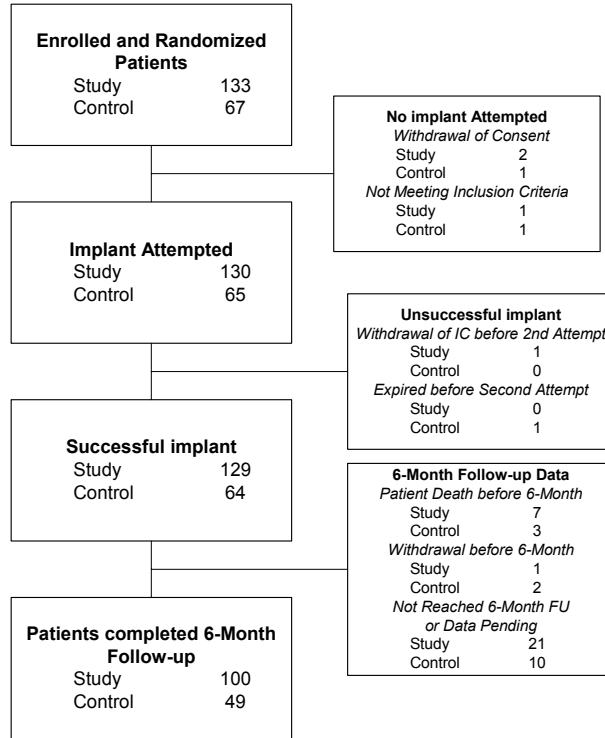 Enrolled and Randomized
Patients
Study 133
Control 67
No implant Attempted
Withdrawal of Consent
Study 2
Control 1
Not Meeting Inclusion Criteria
Study 1
Control 1
Implant Attempted
Study 130
Control 65
Unsuccessful implant
Withdrawal of IC before 2nd Attempt
Study 1
Control 0
Expired before Second Attempt
Study 0
Control 1
Successful implant
Study 129
Control 64
6-Month Follow-up Data
Patient Death before 6-Month
Study 7
Control 3
Withdrawal before 6-Month
Study 1
Control 2
Not Reached 6-Month FU
or Data Pending
Study 21
Control 10
Patients completed 6-Month
Follow-up
Study 100
Control 49